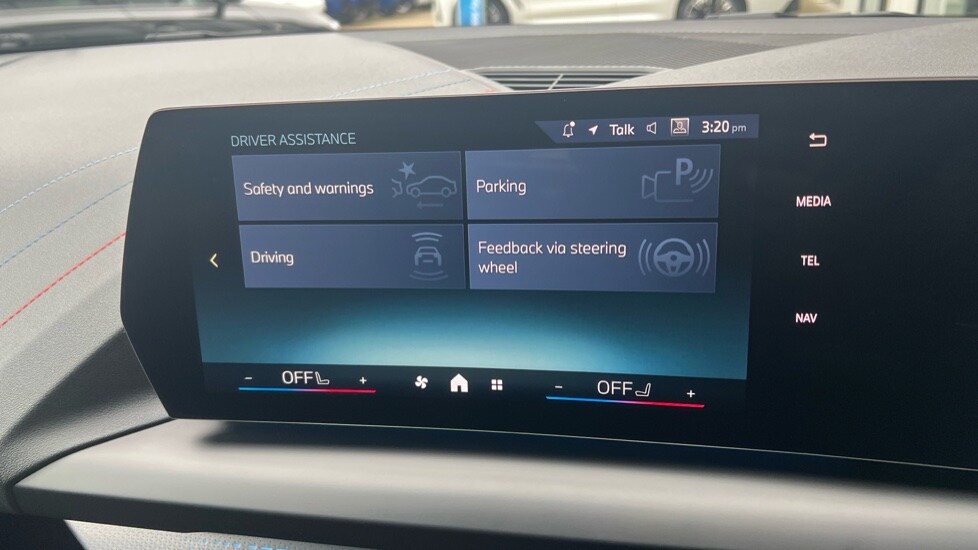 DRIVER ASSISTANCE
Talk 3:20 pm
Safety and warnings
Parking
P
Driving
Feedback via steering
wheel
MEDIA
TEL
NAV
- OFF +
- OFF +